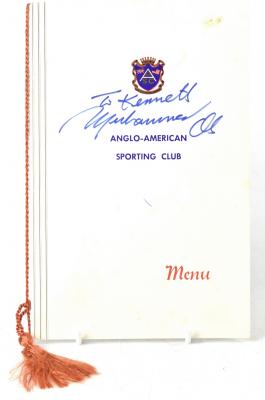 To Kenneth
Muhammad Ali
ANGLO-AMERICAN
SPORTING CLUB
Menu